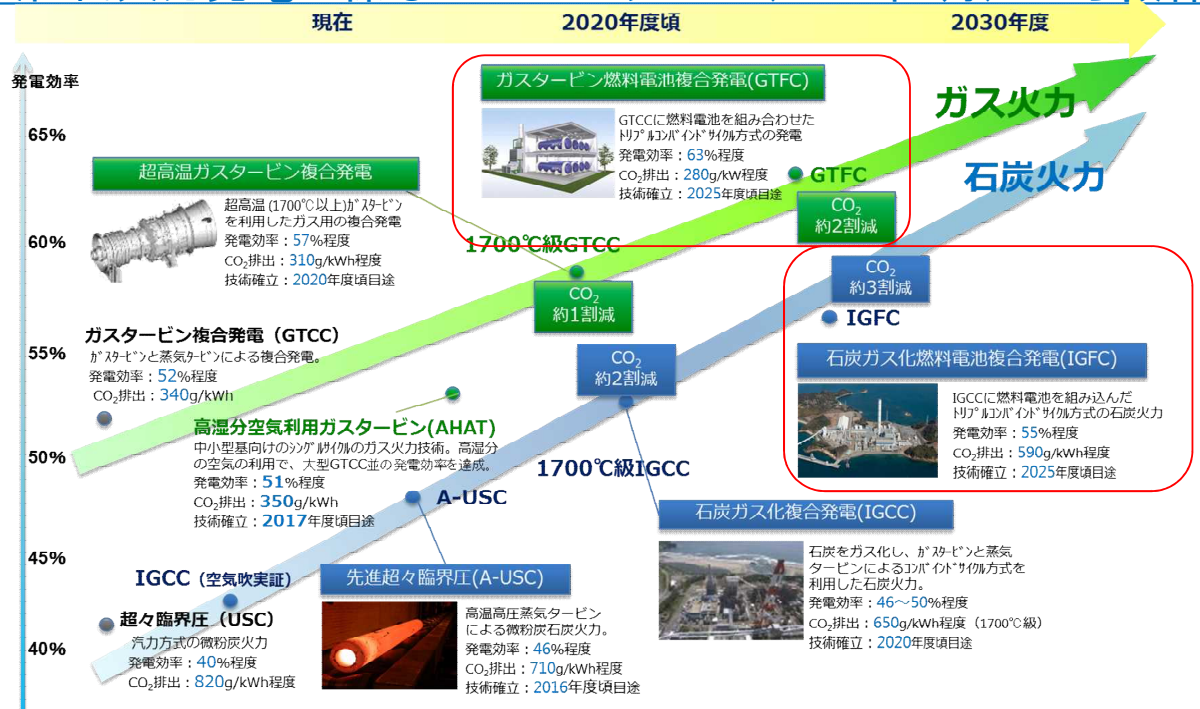 現在
2020年度頃
2030年度
発電効率
65%
60%
55%
50%
45%
40%
ガスタービン燃料電池複合発電(GTFC)
GTCCに燃料電池を組み合わせた
ﾄﾘﾌﾟﾙｺﾝﾊﾞｲﾝﾄﾞｻｲｸﾙ方式の発電
発電効率：63%程度
CO₂排出：280g/kW程度
技術確立：2025年度頃目途
ガス火力
石炭火力
GTFC
CO₂
約2割減
超高温ガスタービン複合発電
超高温 (1700℃以上)ｶﾞｽﾀｰﾋﾞﾝ
を利用したガス用の複合発電
発電効率：57%程度
CO₂排出：310g/kWh程度
技術確立：2020年度頃目途
1700℃級GTCC
CO₂
約1割減
CO₂
約3割減
IGFC
ガスタービン複合発電（GTCC）
ｶﾞｽﾀｰﾋﾞﾝと蒸気ﾀｰﾋﾞﾝによる複合発電。
発電効率：52%程度
CO₂排出：340g/kWh
CO₂
約2割減
石炭ガス化燃料電池複合発電(IGFC)
IGCCに燃料電池を組み込んだ
ﾄﾘﾌﾟﾙｺﾝﾊﾞｲﾝﾄﾞｻｲｸﾙ方式の石炭火力
発電効率：55%程度
CO₂排出：590g/kWh程度
技術確立：2025年度頃目途
高湿分空気利用ガスタービン(AHAT)
中小型基向けのｼﾝｸﾞﾙｻｲｸﾙのガス火力技術。高湿分
の空気の利用で、大型GTCC並の発電効率を達成。
発電効率：51%程度
CO₂排出：350g/kWh
技術確立：2017年度頃目途
1700℃級IGCC
A-USC
石炭ガス化複合発電(IGCC)
石炭をガス化し、ｶﾞｽﾀｰﾋﾞﾝと蒸気
タービンによるｺﾝﾊﾞｲﾝﾄﾞｻｲｸﾙ方式を
利用した石炭火力。
発電効率：46～50%程度
CO₂排出：650g/kWh程度（1700℃級）
技術確立：2020年度頃目途
IGCC（空気吹実証）
超々臨界圧（USC）
汽力方式の微粉炭火力
発電効率：40%程度
CO₂排出：820g/kWh程度
先進超々臨界圧(A-USC)
高温高圧蒸気タービン
による微粉炭石炭火力。
発電効率：46%程度
CO₂排出：710g/kWh程度
技術確立：2016年度頃目途